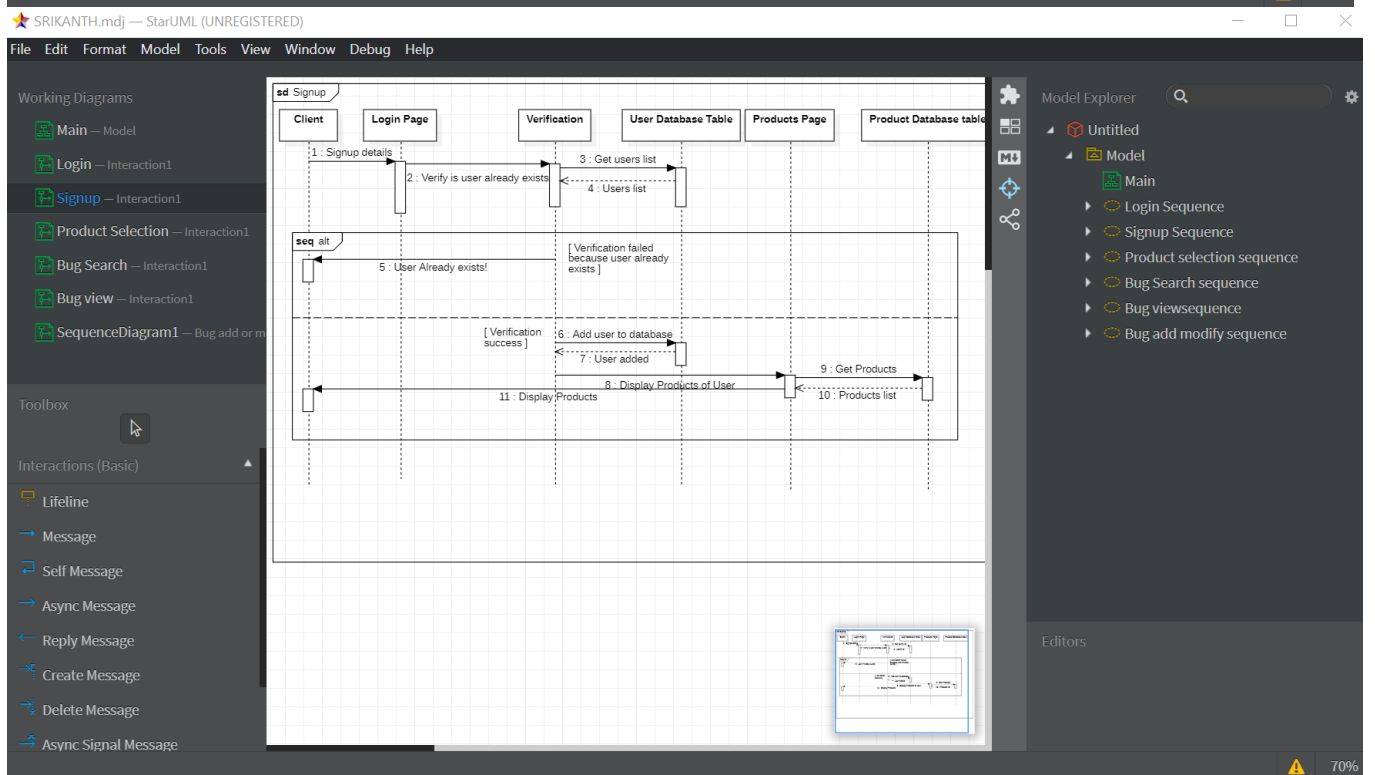 SRIKANTH.mdj — StarUML (UNREGISTERED)
File Edit Format Model Tools View Window Debug Help
Working Diagrams
Main — Model
Login — Interaction1
Signup — Interaction1
Product Selection — Interaction1
Bug Search — Interaction1
Bug view — Interaction1
SequenceDiagram1 — Bug add or m
Toolbox
Interactions (Basic)
Lifeline
Message
Self Message
Async Message
Reply Message
Create Message
Delete Message
Async Signal Message
sd Signup
Client
Login Page
Verification
User Database Table
Products Page
Product Database table
1 : Signup details
2 : Verify is user already exists
3 : Get users list
4 : Users list
seq alt
[ Verification failed
because user already
exists ]
5 : User Already exists!
[ Verification
success ]
6 : Add user to database
7 : User added
8 : Display Products of User
9 : Get Products
10 : Products list
11 : Display Products
M
Model Explorer
Untitled
Model
Main
Login Sequence
Signup Sequence
Product selection sequence
Bug Search sequence
Bug viewsequence
Bug add modify sequence
Editors
70%